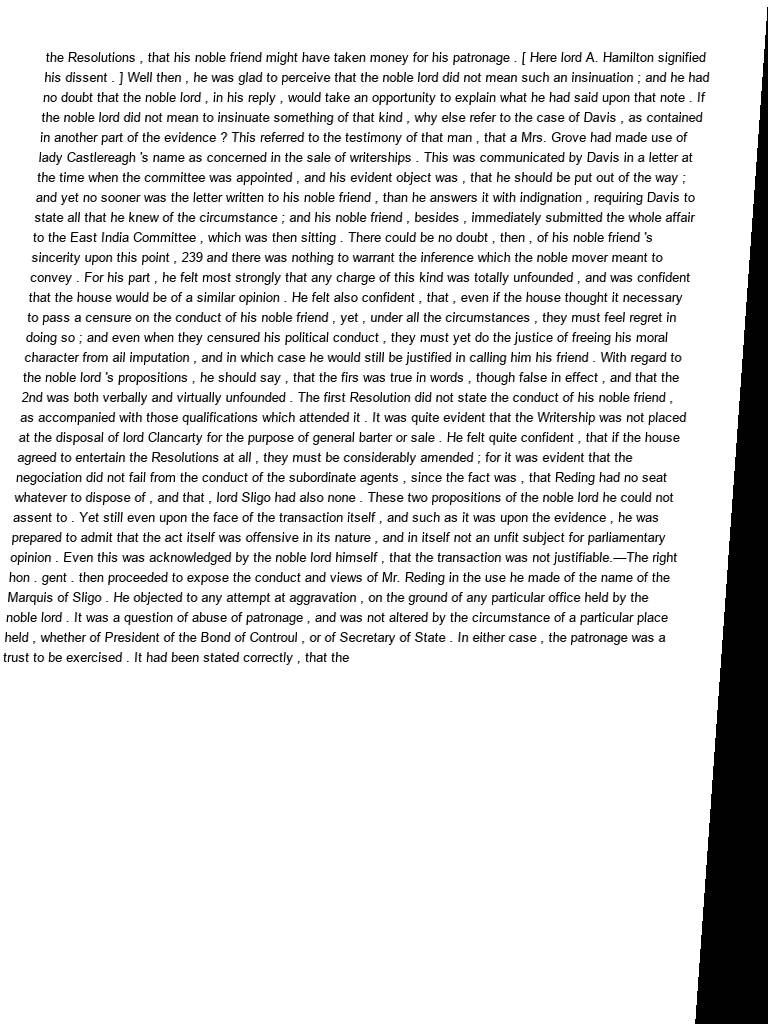 the Resolutions , that his noble friend might have taken money for his patronage . [ Here lord A. Hamilton signified
his dissent . ] Well then , he was glad to perceive that the noble lord did not mean such an insinuation ; and he had
no doubt that the noble lord , in his reply , would take an opportunity to explain what he had said upon that note . If
the noble lord did not mean to insinuate something of that kind , why else refer to the case of Davis , as contained
in another part of the evidence ? This referred to the testimony of that man , that a Mrs. Grove had made use of
lady Castlereagh 's name as concerned in the sale of writerships . This was communicated by Davis in a letter at
the time when the committee was appointed , and his evident object was , that he should be put out of the way ;
and yet no sooner was the letter written to his noble friend , than he answers it with indignation , requiring Davis to
state all that he knew of the circumstance ; and his noble friend , besides , immediately submitted the whole affair
to the East India Committee , which was then sitting . There could be no doubt , then , of his noble friend 's
sincerity upon this point , 239 and there was nothing to warrant the inference which the noble mover meant to
convey . For his part , he felt most strongly that any charge of this kind was totally unfounded , and was confident
that the house would be of a similar opinion . He felt also confident , that , even if the house thought it necessary
to pass a censure on the conduct of his noble friend , yet , under all the circumstances , they must feel regret in
doing so ; and even when they censured his political conduct , they must yet do the justice of freeing his moral
character from ail imputation , and in which case he would still be justified in calling him his friend . With regard to
the noble lord 's propositions , he should say , that the firs was true in words , though false in effect , and that the
2nd was both verbally and virtually unfounded . The first Resolution did not state the conduct of his noble friend ,
as accompanied with those qualifications which attended it . It was quite evident that the Writership was not placed
at the disposal of lord Clancarty for the purpose of general barter or sale . He felt quite confident , that if the house
agreed to entertain the Resolutions at all , they must be considerably amended ; for it was evident that the
negociation did not fail from the conduct of the subordinate agents , since the fact was , that Reding had no seat
whatever to dispose of , and that , lord Sligo had also none . These two propositions of the noble lord he could not
assent to . Yet still even upon the face of the transaction itself , and such as it was upon the evidence , he was
prepared to admit that the act itself was offensive in its nature , and in itself not an unfit subject for parliamentary
opinion . Even this was acknowledged by the noble lord himself , that the transaction was not justifiable.—The right
hon . gent . then proceeded to expose the conduct and views of Mr. Reding in the use he made of the name of the
Marquis of Sligo . He objected to any attempt at aggravation , on the ground of any particular office held by the
noble lord . It was a question of abuse of patronage , and was not altered by the circumstance of a particular place
held , whether of President of the Bond of Controul , or of Secretary of State . In either case , the patronage was a
trust to be exercised . It had been stated correctly , that the